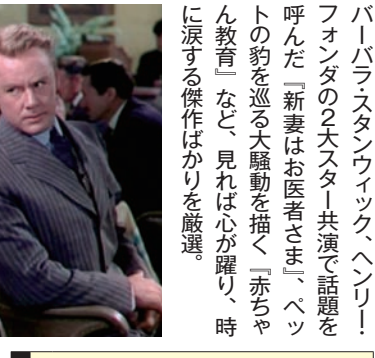 バーバラ・スタンウィック、ヘンリー・
フォンダの2大スター共演で話題を
呼んだ『新妻はお医者さま』、ペッ
トの豹を巡る大騒動を描く『赤ちゃ
ん教育』など、見れば心が躍り、時
に涙する傑作ばかりを厳選。